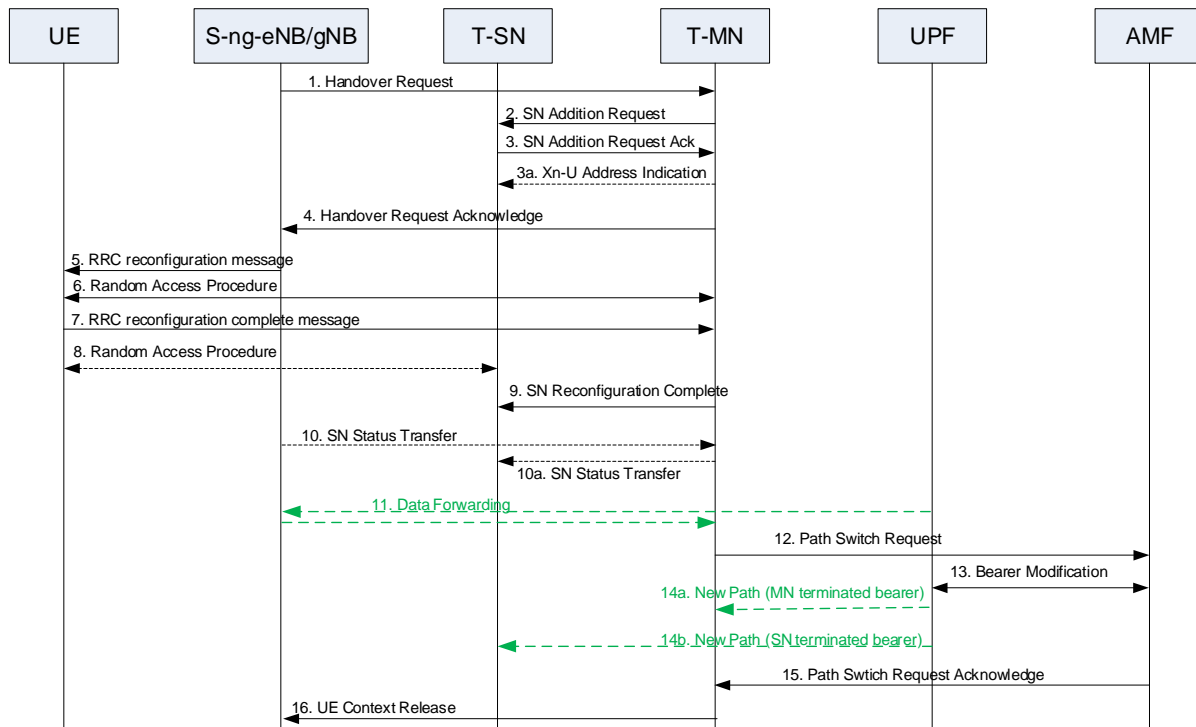 UE
S-ng-eNB/gNB
T-SN
T-MN
UPF
AMF
1. Handover Request
2. SN Addition Request
3. SN Addition Request Ack
3a. Xn-U Address Indication
4. Handover Request Acknowledge
5. RRC reconfiguration message
6. Random Access Procedure
7. RRC reconfiguration complete message
8. Random Access Procedure
9. SN Reconfiguration Complete
10. SN Status Transfer
10a. SN Status Transfer
11. Data Forwarding
12. Path Switch Request
13. Bearer Modification
14a. New Path (MN terminated bearer)
14b. New Path (SN terminated bearer)
15. Path Swtich Request Acknowledge
16. UE Context Release